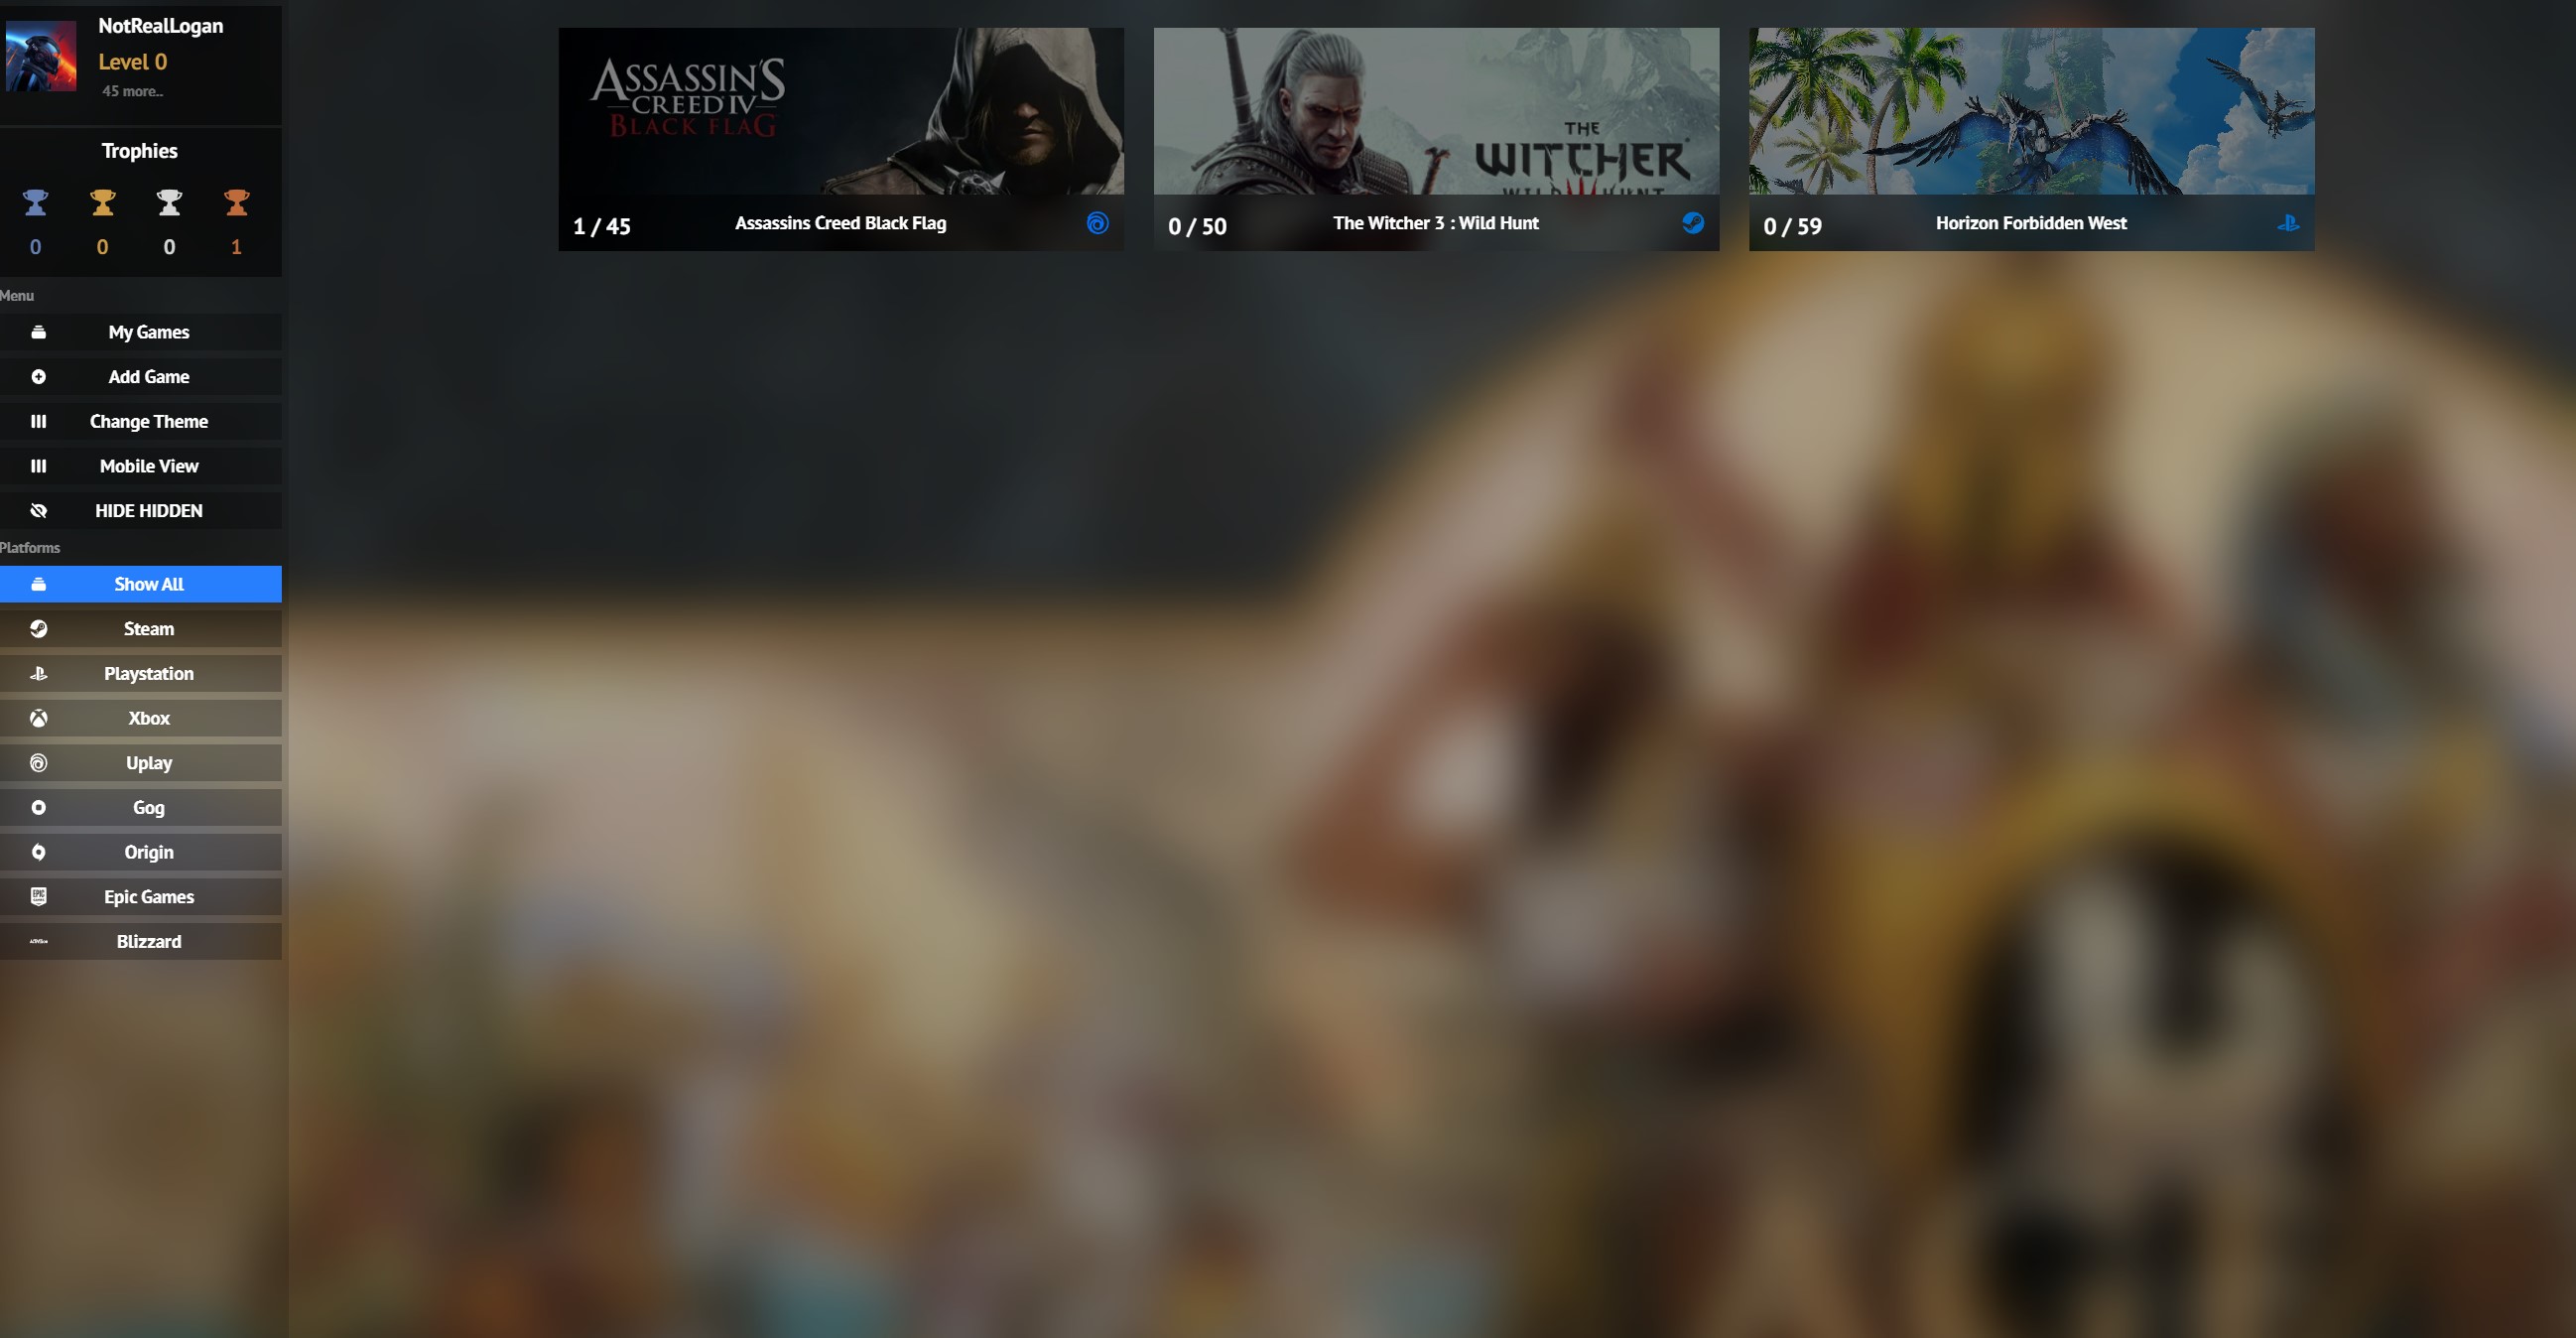 NotRealLogan
Level 0
45 more..
Trophies
0 0 0 1
Menu
My Games
Add Game
Change Theme
Mobile View
HIDE HIDDEN
Platforms
Show All
Steam
Playstation
Xbox
Uplay
Gog
Origin
EPIC
Epic Games
Blizzard
ASSASSIN'S
CREED IV
BLACK FLAG
1 / 45 Assassins Creed Black Flag
THE
WITCHER
WILD HUNT
0 / 50 The Witcher 3 : Wild Hunt
0 / 59 Horizon Forbidden West